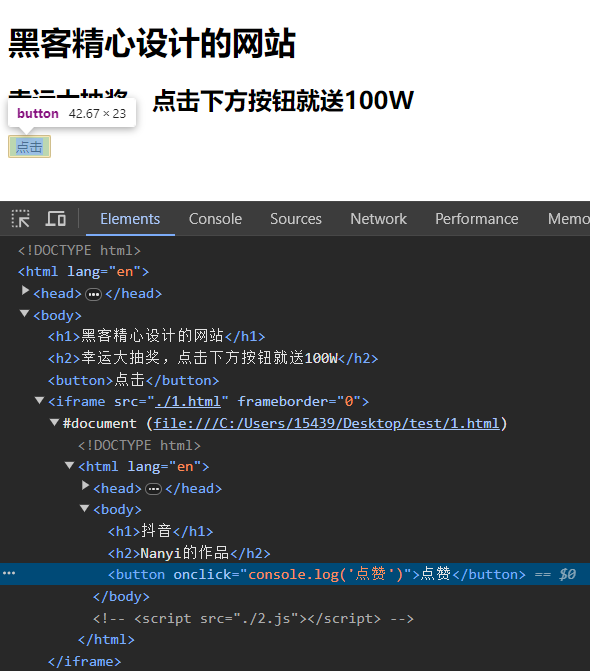 黑客精心设计的网站
幸运大抽奖，点击下方按钮就送100W
button 42.67 × 23
点击
Elements Console Sources Network Performance Memo
<!DOCTYPE html>
<html lang="en">
<head> ... </head>
<body>
<h1>黑客精心设计的网站</h1>
<h2>幸运大抽奖，点击下方按钮就送100W</h2>
<button>点击</button>
<iframe src="./1.html" frameborder="0">
#document (file:///C:/Users/15439/Desktop/test/1.html)
<!DOCTYPE html>
<html lang="en">
<head> ... </head>
<body>
<h1>抖音</h1>
<h2>Nanyi的作品</h2>
... <button onclick="console.log('点赞')">点赞</button> == $0
</body>
<!-- <script src="./2.js"></script> -->
</html>
</iframe>